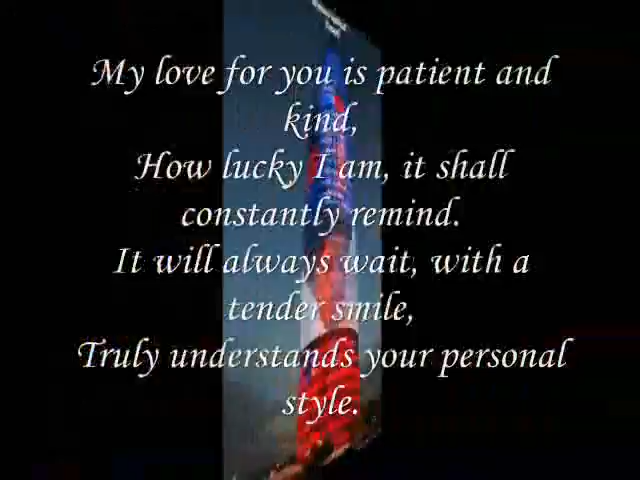 My love for you is patient and
kind,
How lucky I am, it shall
constantly remind.
It will always wait, with a
tender smile,
Truly understands your personal
style.